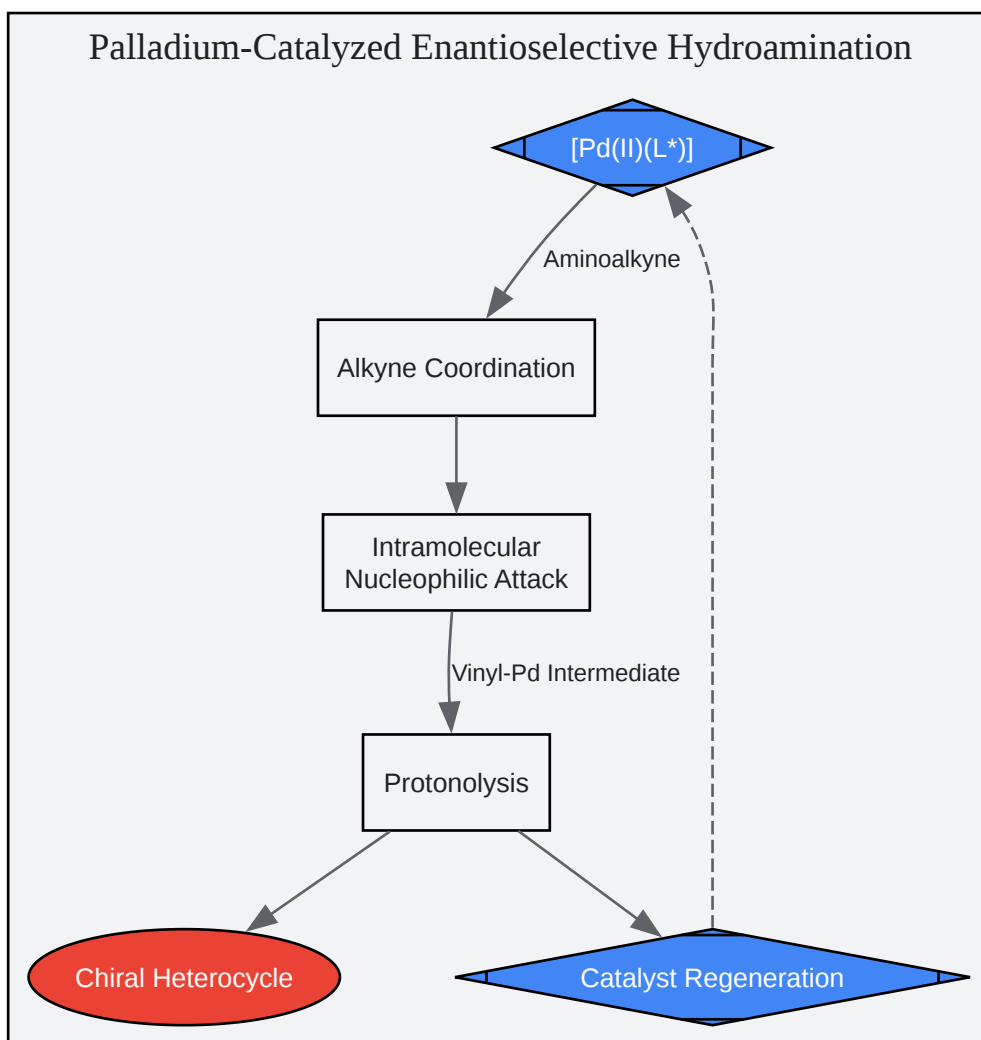 Palladium-Catalyzed Enantioselective Hydroamination
[Pd(II)(L*)]
Aminoalkyne
Alkyne Coordination
Intramolecular
Nucleophilic Attack
Vinyl-Pd Intermediate
Protonolysis
Chiral Heterocycle
Catalyst Regeneration